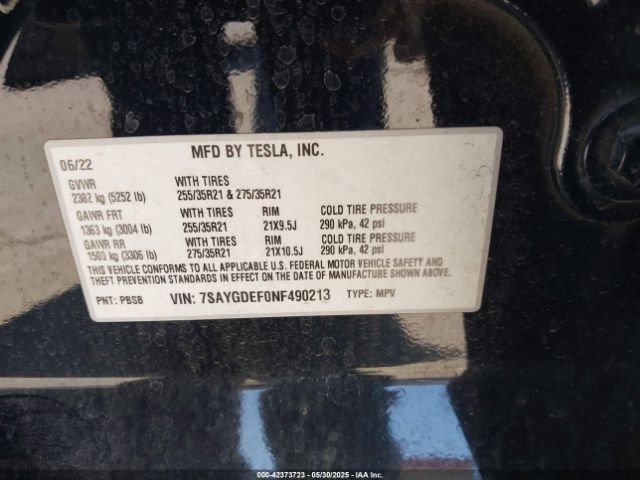 06/22 MFD BY TESLA, INC.
GVWR WITH TIRES
2382 kg (5252 lb) 255/35R21 & 275/35R21
GAWR FRT WITH TIRES RIM COLD TIRE PRESSURE
1363 kg (3004 lb) 255/35R21 21X9.5J 290 kPa, 42 psi
GAWR RR WITH TIRES RIM COLD TIRE PRESSURE
1500 kg (3306 lb) 275/35R21 21X10.5J 290 kPa, 42 psi
THIS VEHICLE CONFORMS TO ALL APPLICABLE U.S. FEDERAL MOTOR VEHICLE SAFETY AND
THEFT PREVENTION STANDARDS IN EFFECT ON THE DATE OF MANUFACTURE SHOWN ABOVE.
PNT: PBSB VIN: 7SAYGDEF0NF490213 TYPE: MPV
000-42373723 - 05/30/2025 - IAA Inc.